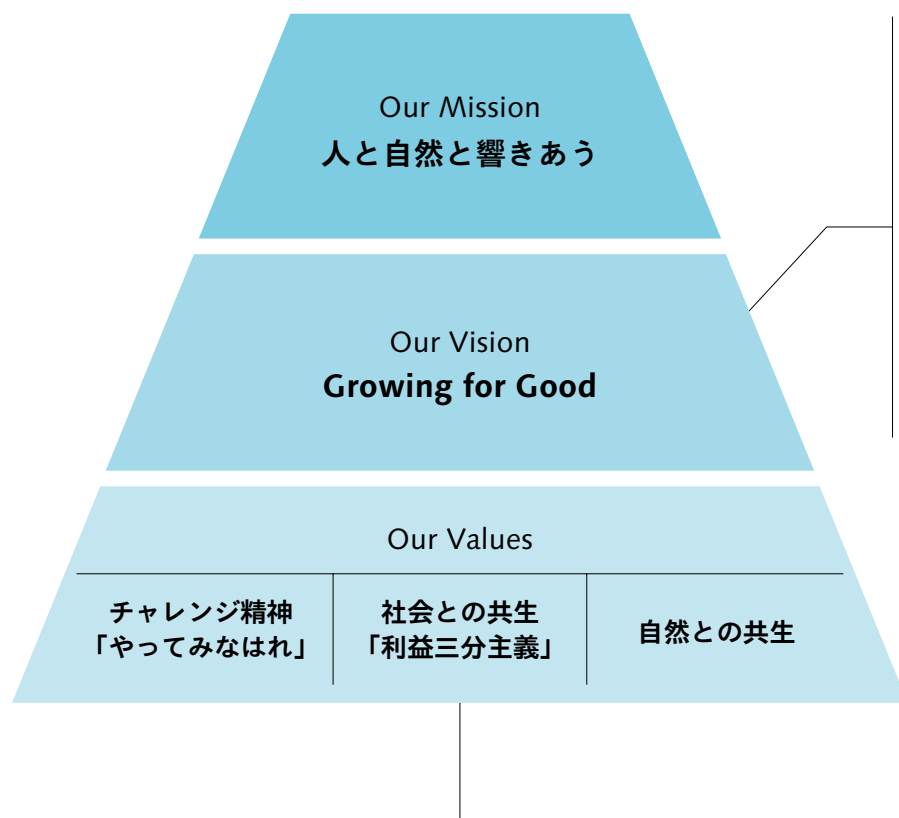 Our Mission
人と自然と響きあう
Our Vision
Growing for Good
Our Values
チャレンジ精神
「やってみなはれ」
社会との共生
「利益三分主義」
自然との共生